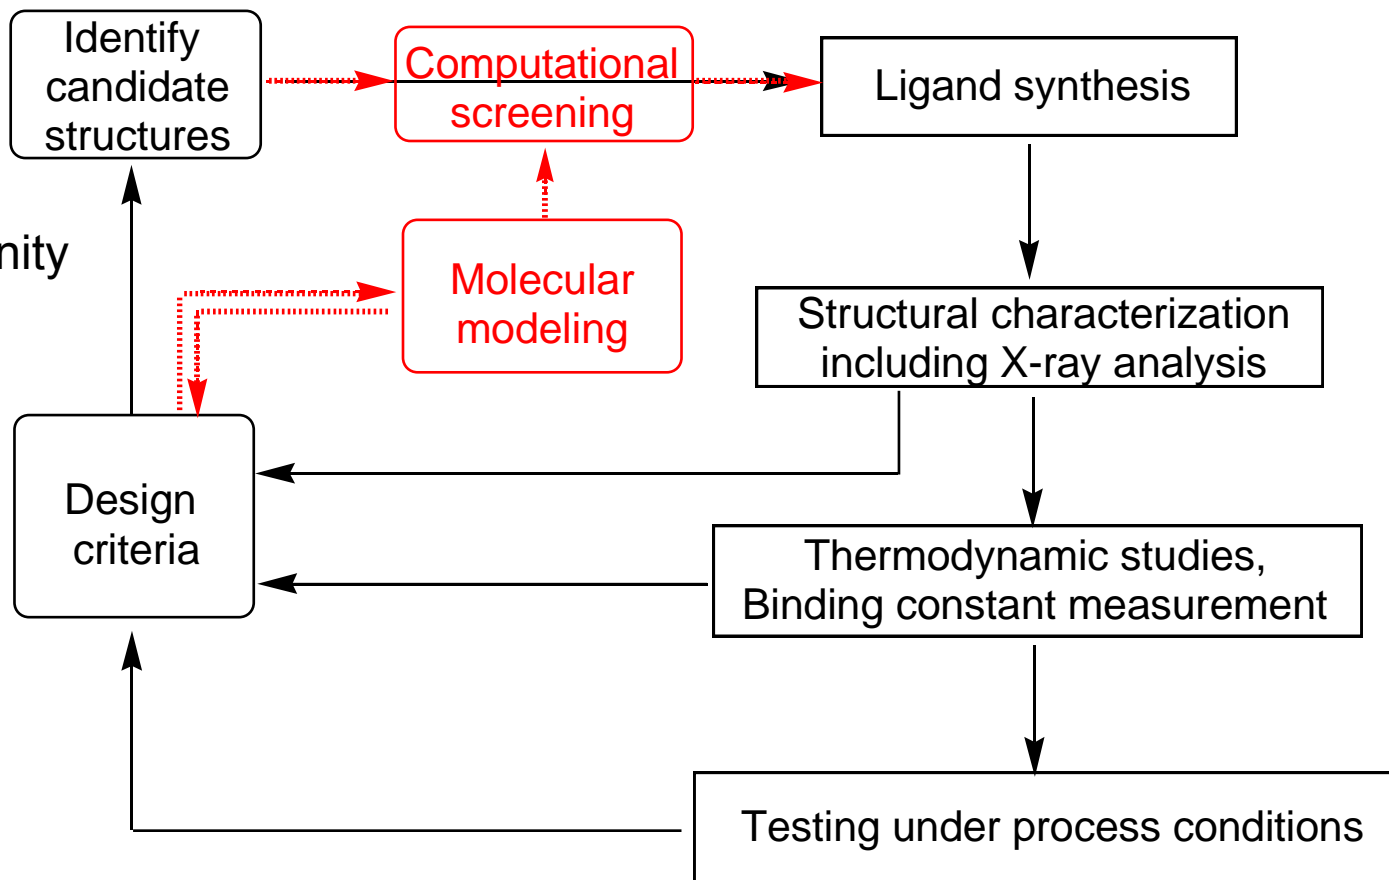 Identify
candidate
structures
Computational
screening
Ligand synthesis
nity
Molecular
modeling
Structural characterization
including X-ray analysis
Design
criteria
Thermodynamic studies,
Binding constant measurement
Testing under process conditions